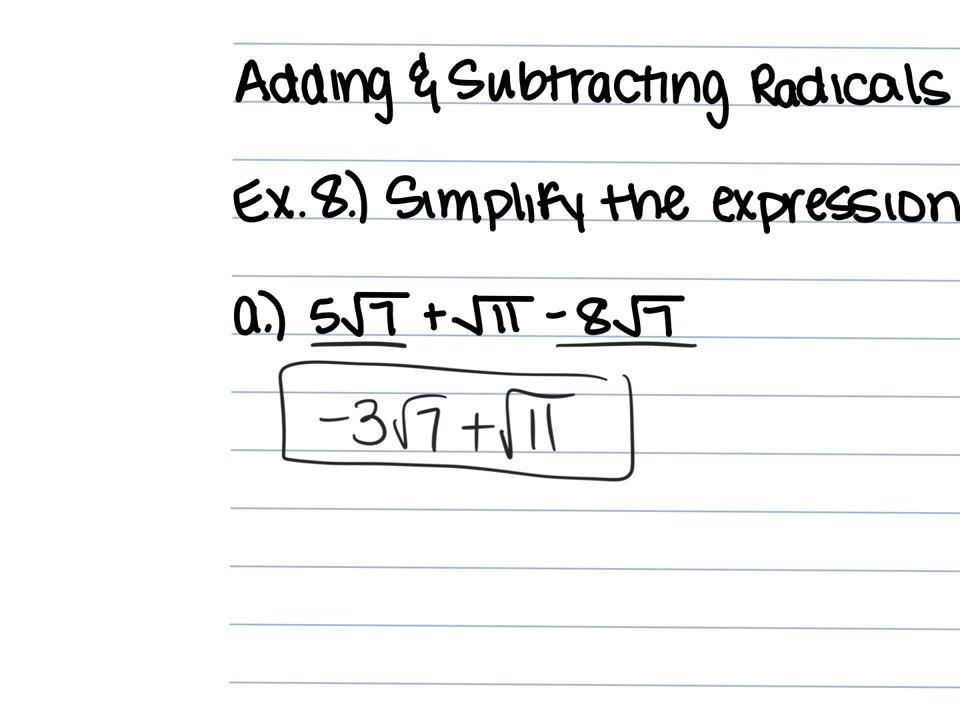 Adding & Subtracting Radicals
Ex. 8.) Simplify the expression
a.) 5√7 + √11 - 8√7
-3√7 + √11